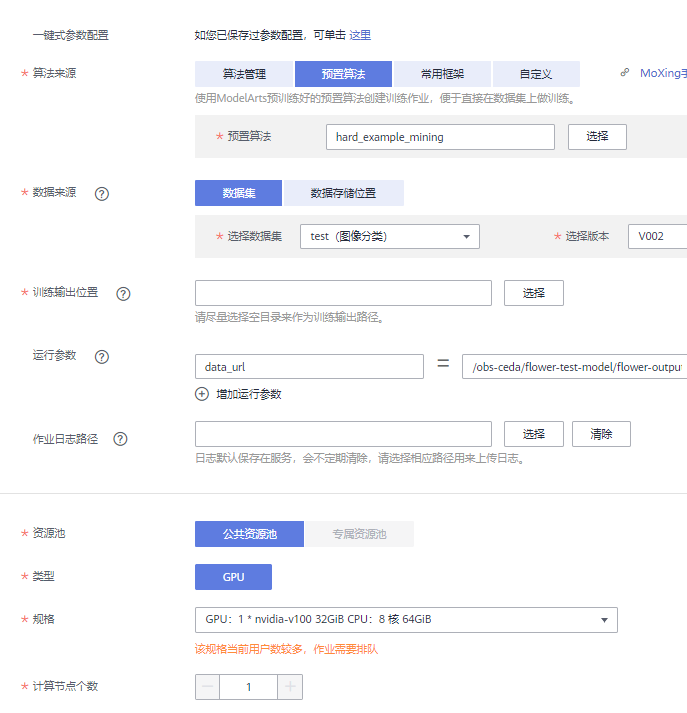 一键式参数配置 如您已保存过参数配置，可单击 这里
* 算法来源 算法管理 预置算法 常用框架 自定义 MoXing手
使用ModelArts预训练好的预置算法创建训练作业，便于直接在数据集上做训练。
* 预置算法 hard_example_mining 选择
* 数据来源 ? 数据集 数据存储位置
* 选择数据集 test（图像分类） * 选择版本 V002
* 训练输出位置 ? 选择
请尽量选择空目录来作为训练输出路径。
运行参数 ? data_url = /obs-ceda/flower-test-model/flower-output
增加运行参数
作业日志路径 ? 选择 清除
日志默认保存在服务，会不定期清除，请选择相应路径用来上传日志。
* 资源池 公共资源池 专属资源池
* 类型 GPU
* 规格 GPU：1 * nvidia-v100 32GiB CPU：8 核 64GiB
该规格当前用户数较多，作业需要排队
* 计算节点个数 — 1 +